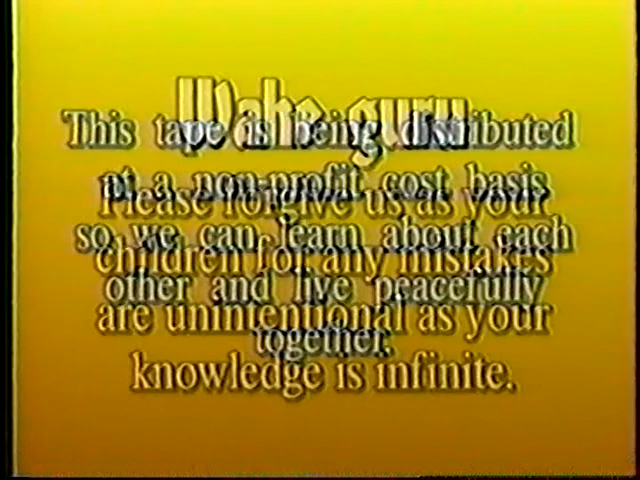 Wahe guru
Please forgive us as your
children for any mistakes
are unintentional as your
knowledge is infinite.
This tape is being distributed
at a non-profit cost basis
so we can learn about each
other and live peacefully
together.